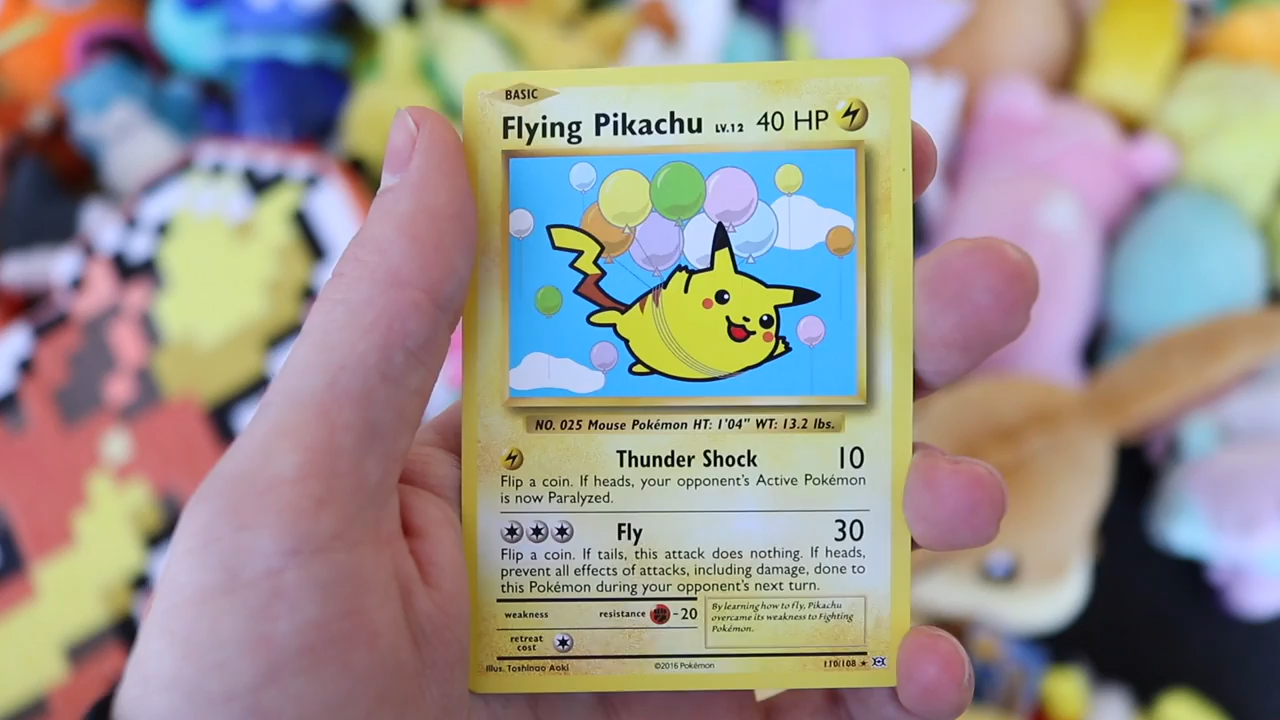 BASIC
Flying Pikachu LV.12 40 HP
NO. 025 Mouse Pokémon HT: 1'04" WT: 13.2 lbs.
Thunder Shock 10
Flip a coin. If heads, your opponent's Active Pokémon
is now Paralyzed.
Fly 30
Flip a coin. If tails, this attack does nothing. If heads,
prevent all effects of attacks, including damage, done to
this Pokémon during your opponent's next turn.
weakness resistance -20
retreat
cost
By learning how to fly, Pikachu
overcame its weakness to Fighting
Pokémon.
Illus. Toshinao Aoki ©2016 Pokémon 110/108 ★